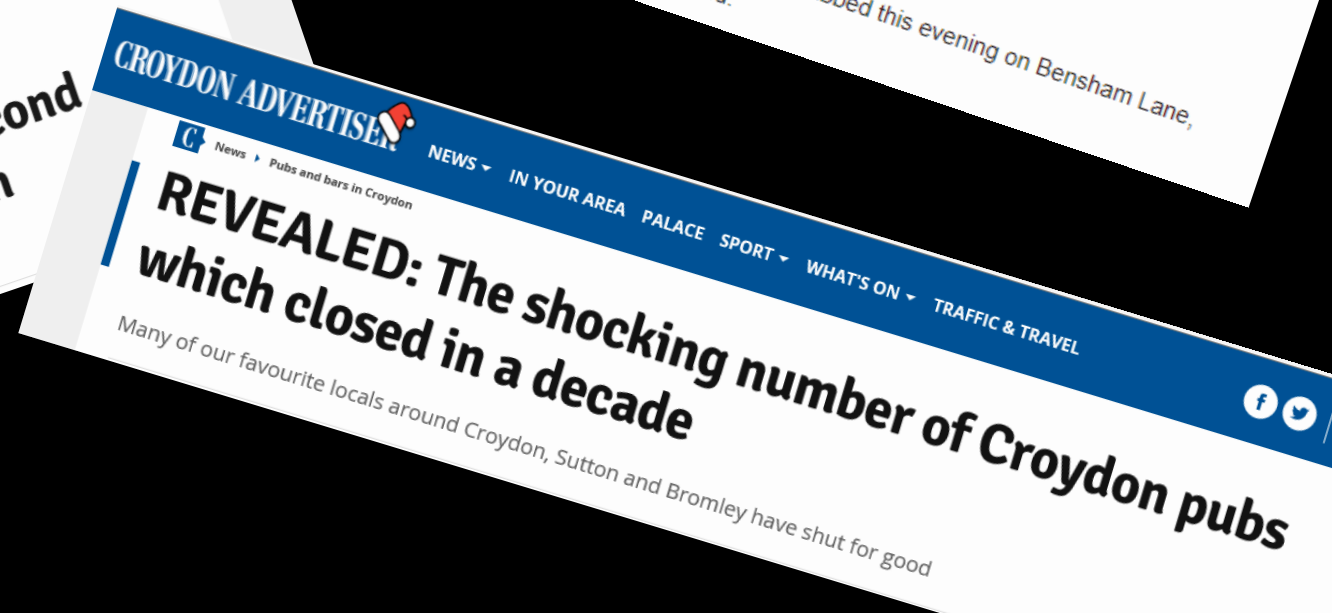 this evening on Bensham Lane,
CROYDON ADVERTISER
NEWS IN YOUR AREA PALACE SPORT WHAT'S ON TRAFFIC & TRAVEL
C News Pubs and bars in Croydon
REVEALED: The shocking number of Croydon pubs
which closed in a decade
Many of our favourite locals around Croydon, Sutton and Bromley have shut for good